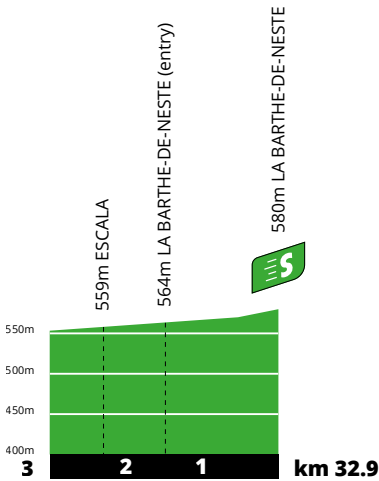 559m ESCALA
564m LA BARTHE-DE-NESTE (entry)
580m LA BARTHE-DE-NESTE
S
550m
500m
450m
400m
3 2 1 km 32.9